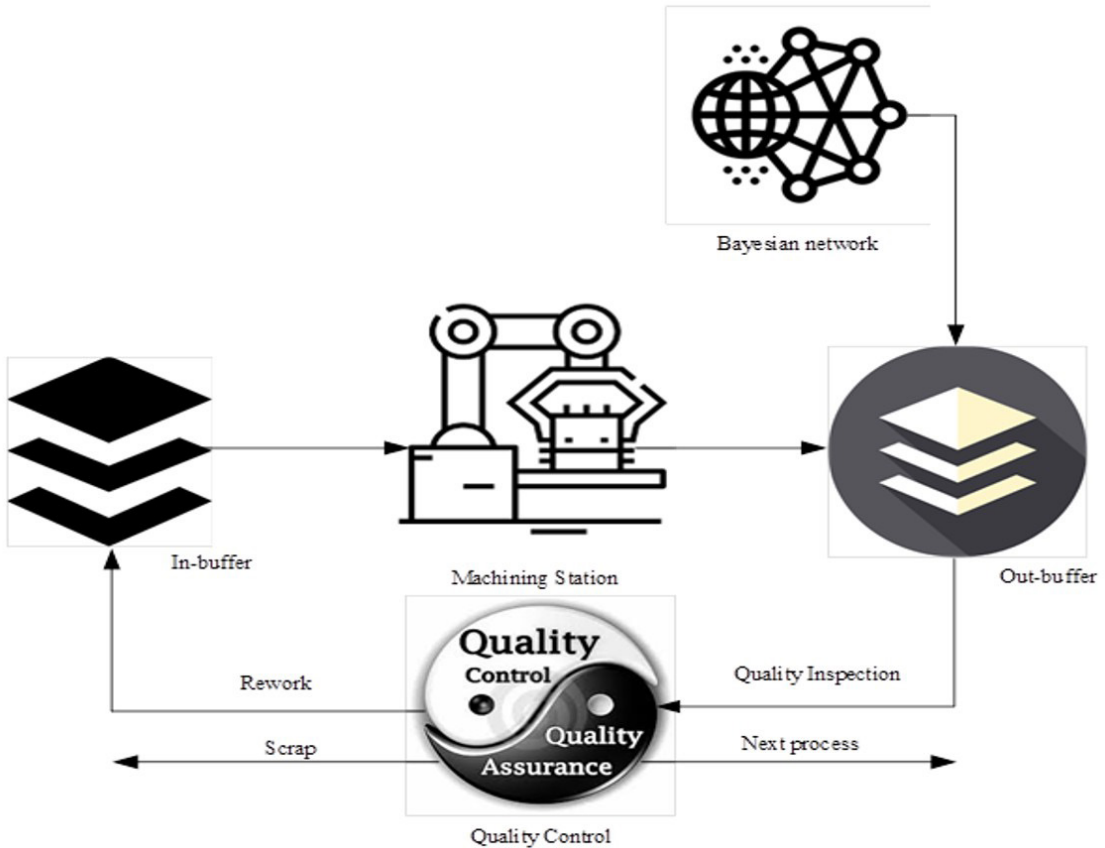 Bayesian network
In-buffer
Machining Station
Out-buffer
Quality
Control
Quality
Assurance
Rework
Quality Inspection
Scrap
Next process
Quality Control